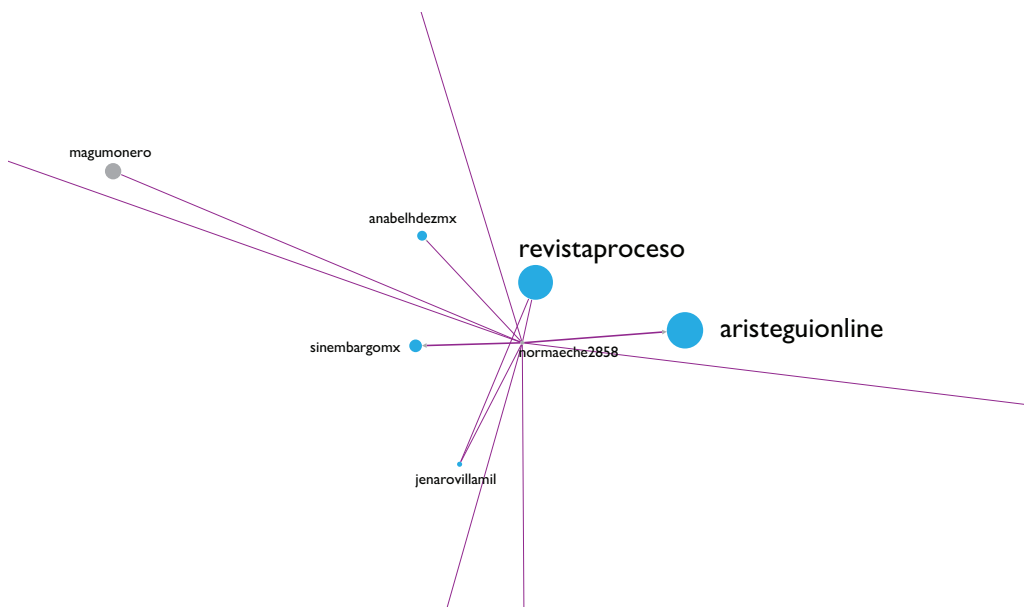 magumonero
anabelhdezmx
revistaproceso
aristeguionline
sinembargomx
normaeche2858
jenarovillamil